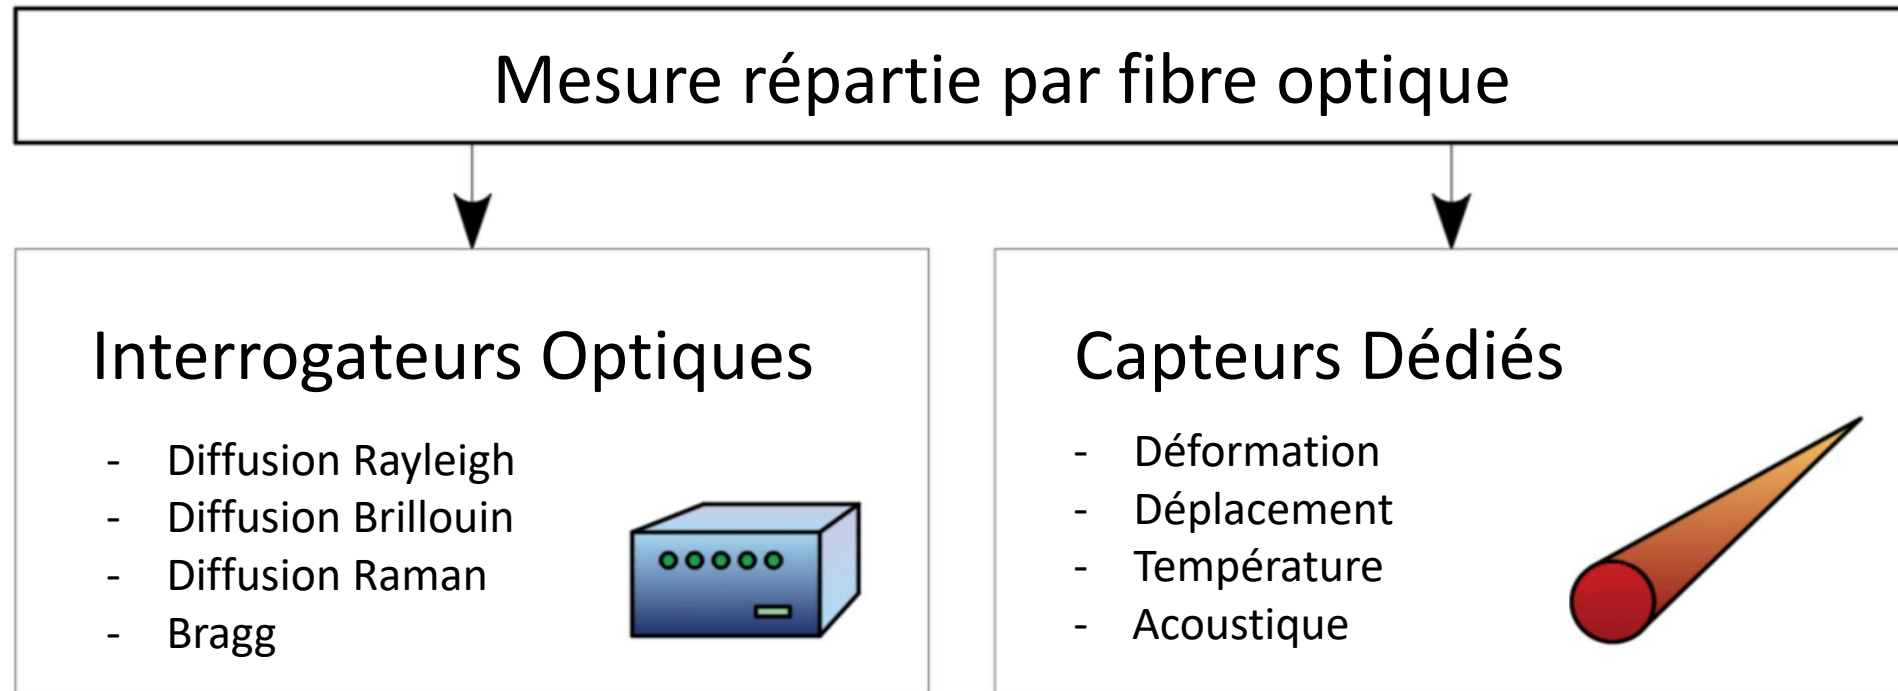 Mesure répartie par fibre optique
Interrogateurs Optiques
- Diffusion Rayleigh
- Diffusion Brillouin
- Diffusion Raman
- Bragg
Capteurs Dédiés
- Déformation
- Déplacement
- Température
- Acoustique